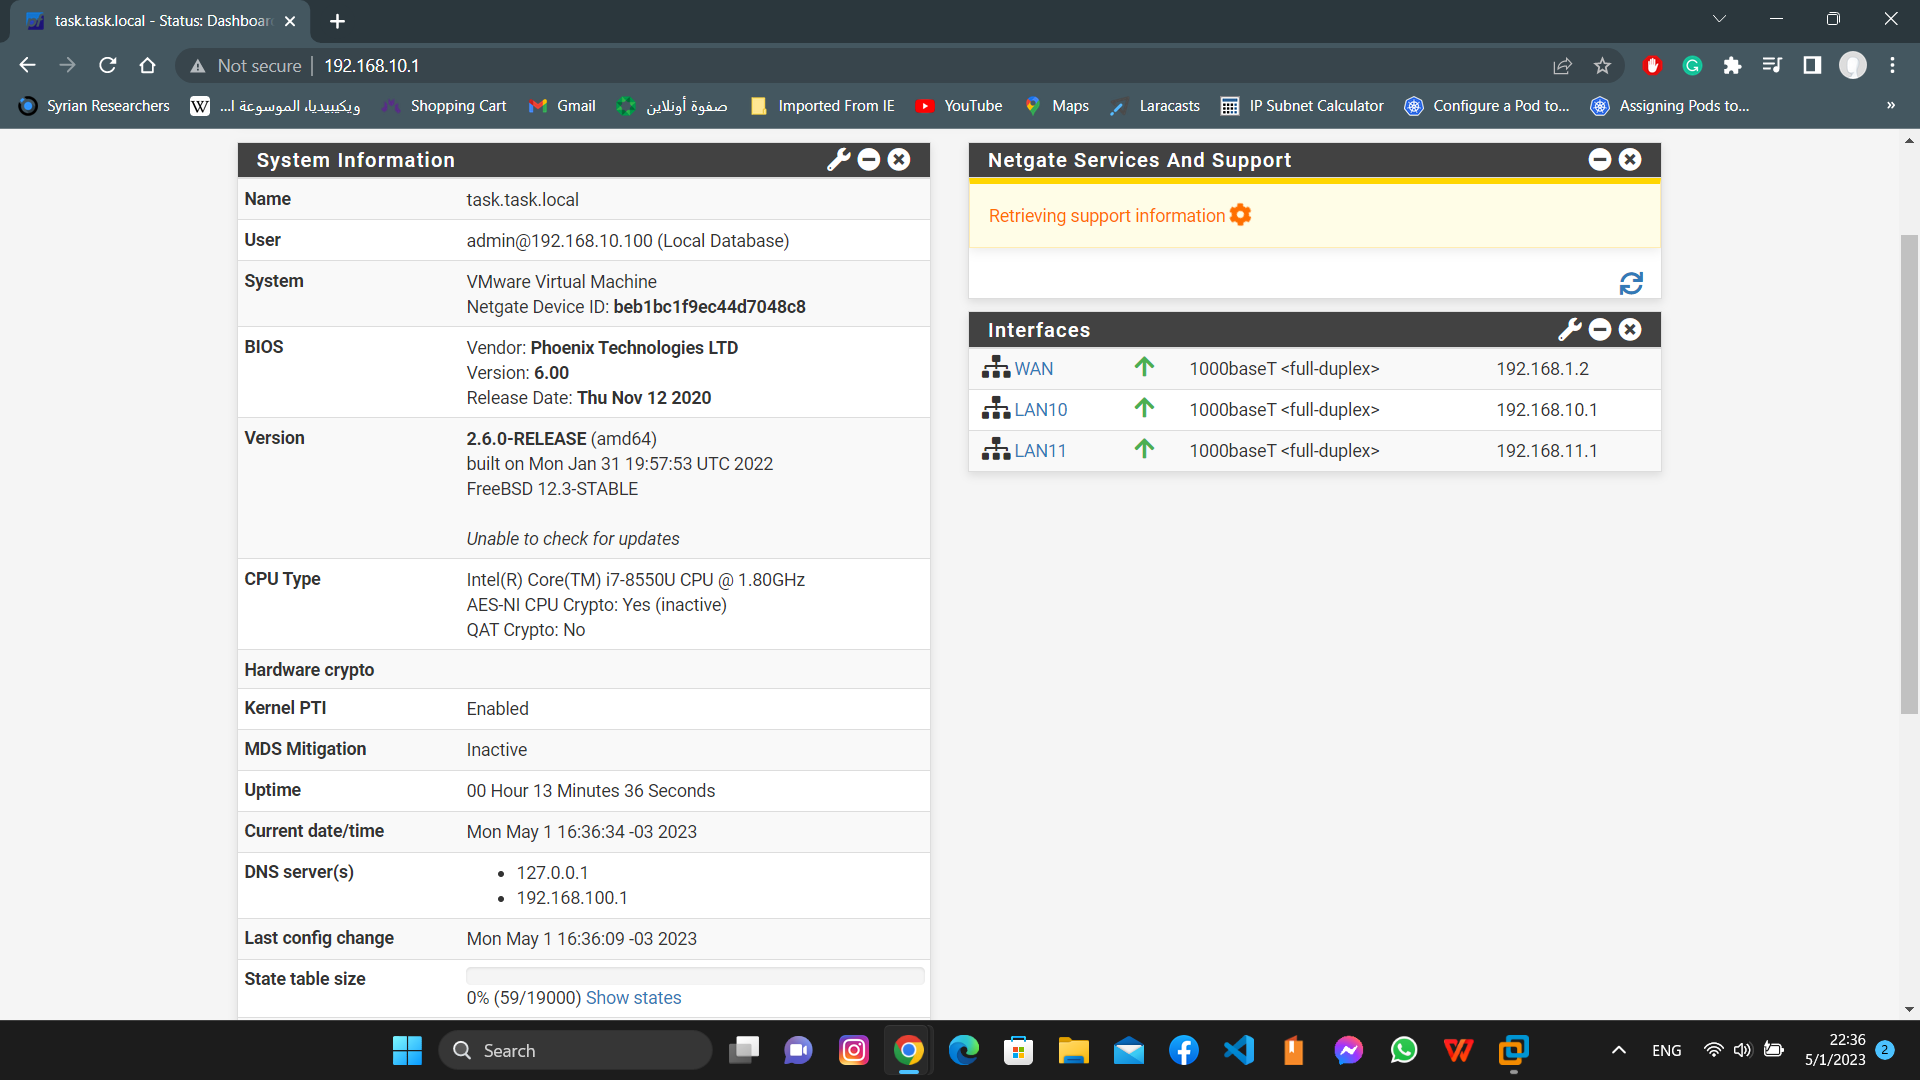 task.task.local - Status: Dashboar
Not secure
192.168.10.1
Syrian Researchers
ويكيبيديا، الموسوعة ا...
Shopping Cart
Gmail
صفوة أونلاين
Imported From IE
YouTube
Maps
Laracasts
IP Subnet Calculator
Configure a Pod to...
Assigning Pods to...
»
System Information
Name
task.task.local
User
admin@192.168.10.100 (Local Database)
System
VMware Virtual Machine
Netgate Device ID: beb1bc1f9ec44d7048c8
BIOS
Vendor: Phoenix Technologies LTD
Version: 6.00
Release Date: Thu Nov 12 2020
Version
2.6.0-RELEASE (amd64)
built on Mon Jan 31 19:57:53 UTC 2022
FreeBSD 12.3-STABLE
Unable to check for updates
CPU Type
Intel(R) Core(TM) i7-8550U CPU @ 1.80GHz
AES-NI CPU Crypto: Yes (inactive)
QAT Crypto: No
Hardware crypto
Kernel PTI
Enabled
MDS Mitigation
Inactive
Uptime
00 Hour 13 Minutes 36 Seconds
Current date/time
Mon May 1 16:36:34 -03 2023
DNS server(s)
• 127.0.0.1
• 192.168.100.1
Last config change
Mon May 1 16:36:09 -03 2023
State table size
0% (59/19000) Show states
Netgate Services And Support
Retrieving support information
Interfaces
WAN
1000baseT <full-duplex>
192.168.1.2
LAN10
1000baseT <full-duplex>
192.168.10.1
LAN11
1000baseT <full-duplex>
192.168.11.1
Search
ENG
22:36
5/1/2023
2